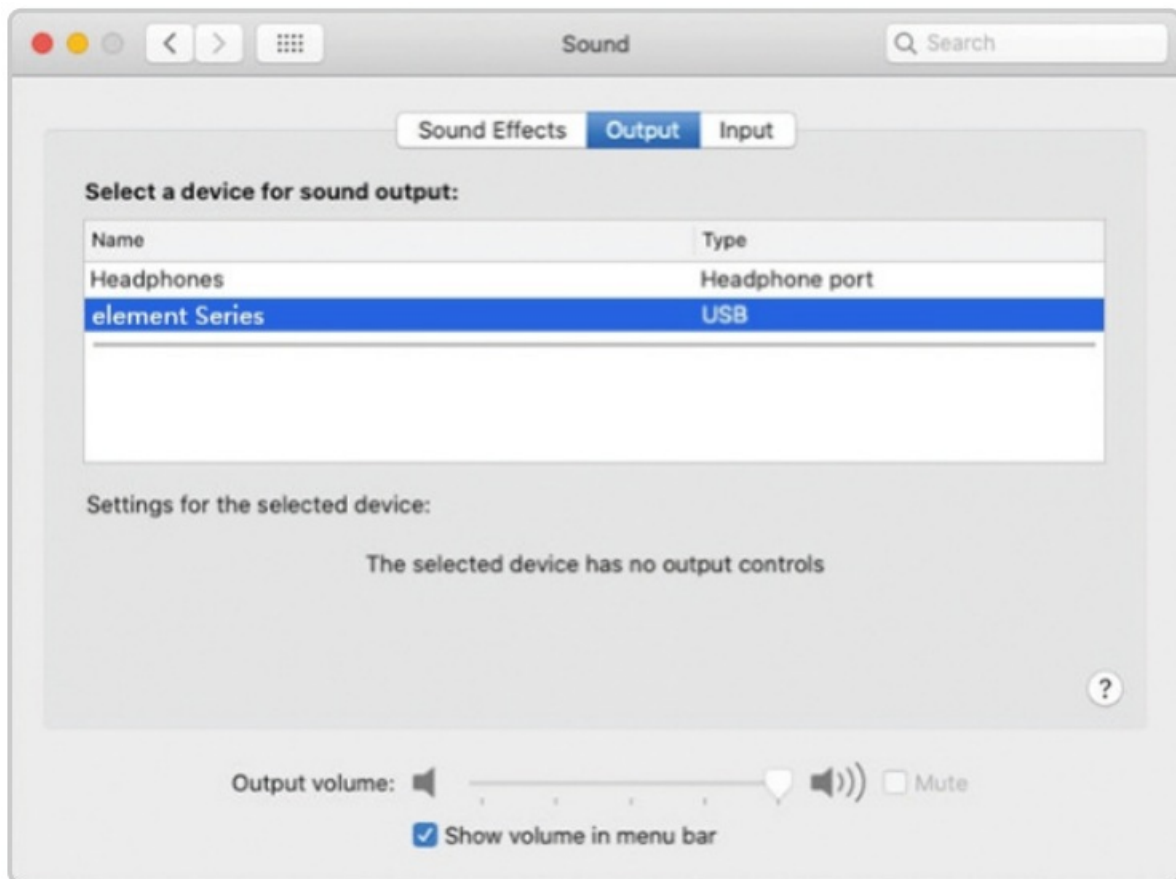 Sound
Search
Sound Effects Output Input
Select a device for sound output:
Name Type
Headphones Headphone port
element Series USB
Settings for the selected device:
The selected device has no output controls
?
Output volume: Mute
Show volume in menu bar